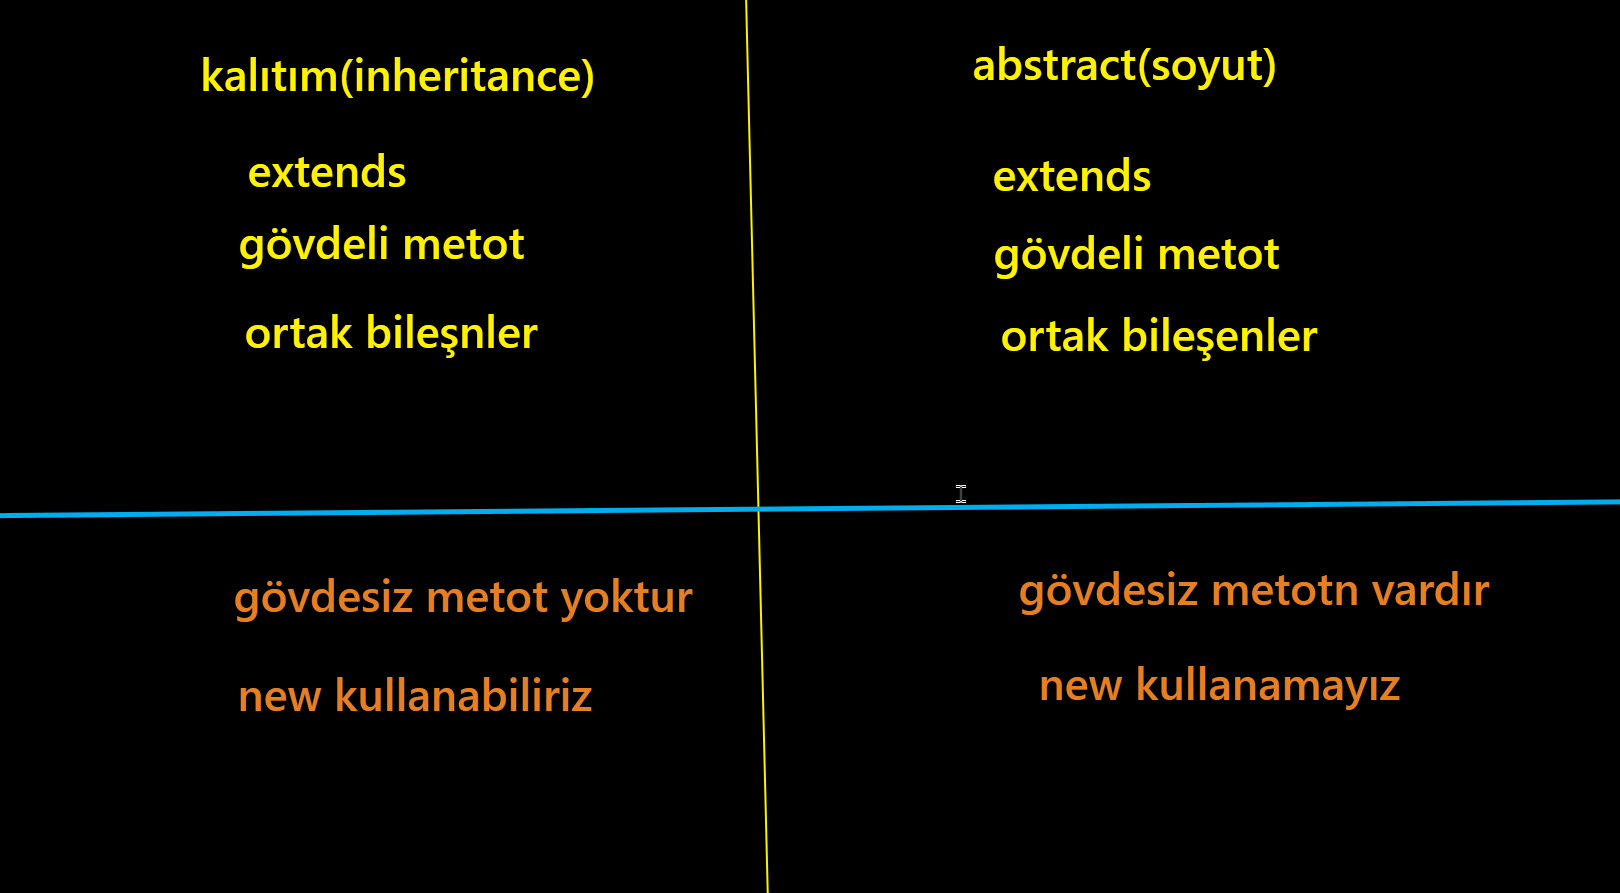 kalıtım(inheritance)
extends
gövdeli metot
ortak bileşnler
abstract(soyut)
extends
gövdeli metot
ortak bileşenler
gövdesiz metot yoktur
new kullanabiliriz
gövdesiz metotn vardır
new kullanamayız